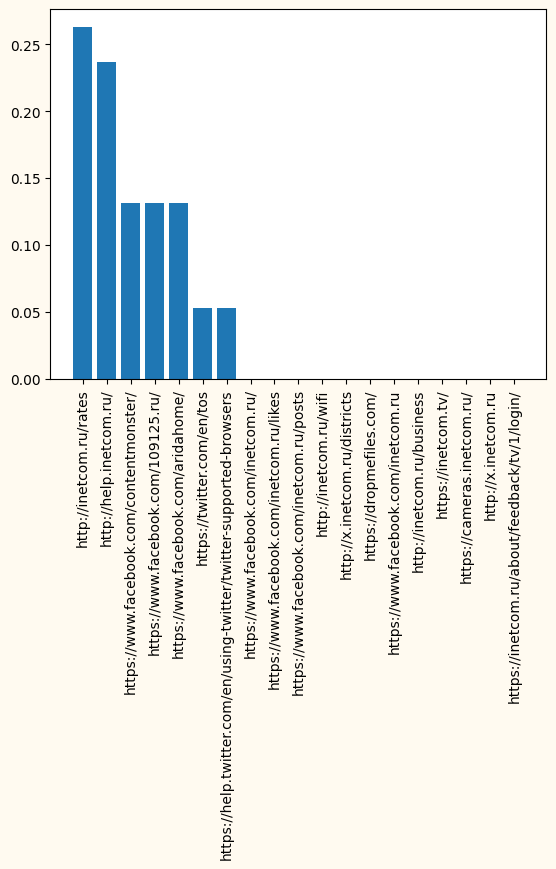 0.25
0.20
0.15
0.10
0.05
0.00
http://inetcom.ru/rates
http://help.inetcom.ru/
https://www.facebook.com/contentmonster/
https://www.facebook.com/109125.ru/
https://www.facebook.com/aridahome/
https://twitter.com/en/tos
https://help.twitter.com/en/using-twitter/twitter-supported-browsers
https://www.facebook.com/inetcom.ru/
https://www.facebook.com/inetcom.ru/likes
https://www.facebook.com/inetcom.ru/posts
http://inetcom.ru/wifi
http://x.inetcom.ru/districts
https://dropmefiles.com/
https://www.facebook.com/inetcom.ru
http://inetcom.ru/business
https://inetcom.tv/
https://cameras.inetcom.ru/
http://x.inetcom.ru
https://inetcom.ru/about/feedback/tv/1/login/